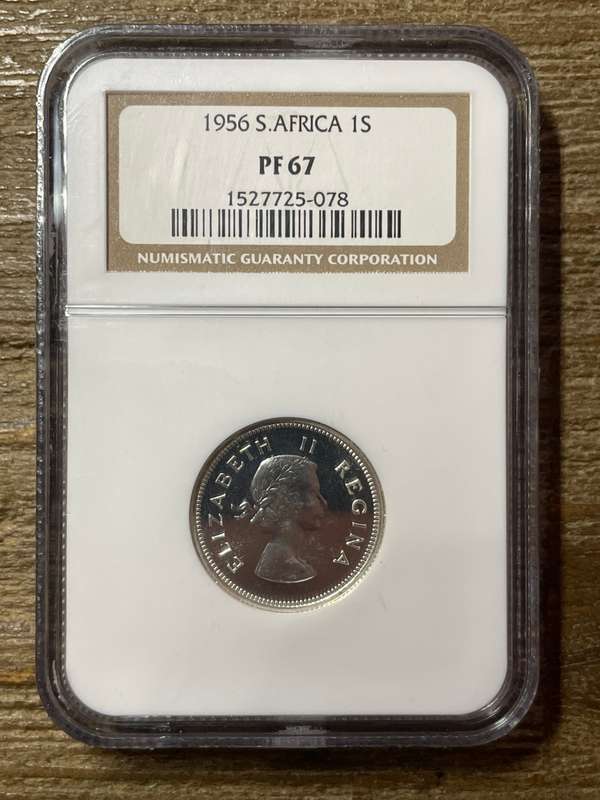 1956 S.AFRICA 1S
PF 67
1527725-078
NUMISMATIC GUARANTY CORPORATION
ELIZABETH II REGINA